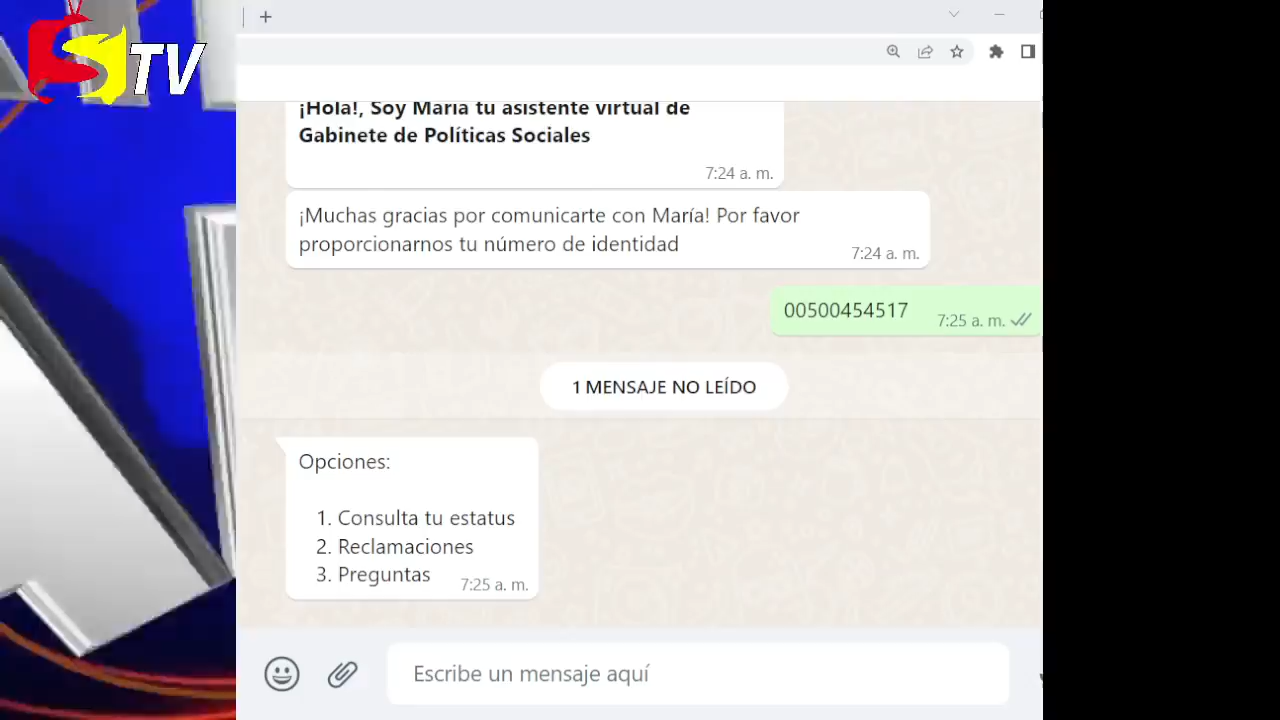 STV
¡Hola!, Soy María tu asistente virtual de
Gabinete de Políticas Sociales
7:24 a. m.
¡Muchas gracias por comunicarte con María! Por favor
proporcionarnos tu número de identidad
7:24 a. m.
00500454517
7:25 a. m.
1 MENSAJE NO LEÍDO
Opciones:
1. Consulta tu estatus
2. Reclamaciones
3. Preguntas
7:25 a. m.
Escribe un mensaje aquí